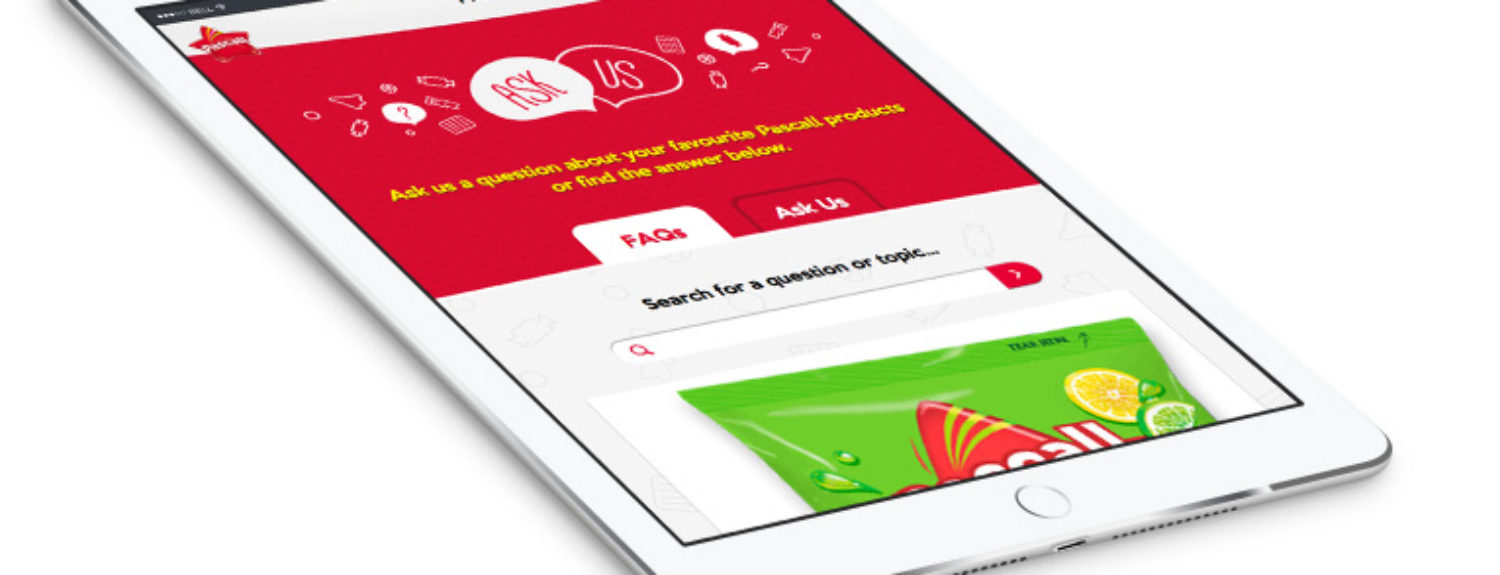 BELL
Pascall
ASK US
?
Ask us a question about your favourite Pascall products
or find the answer below.
FAQs
Ask Us
Search for a question or topic...
TEAR HERE